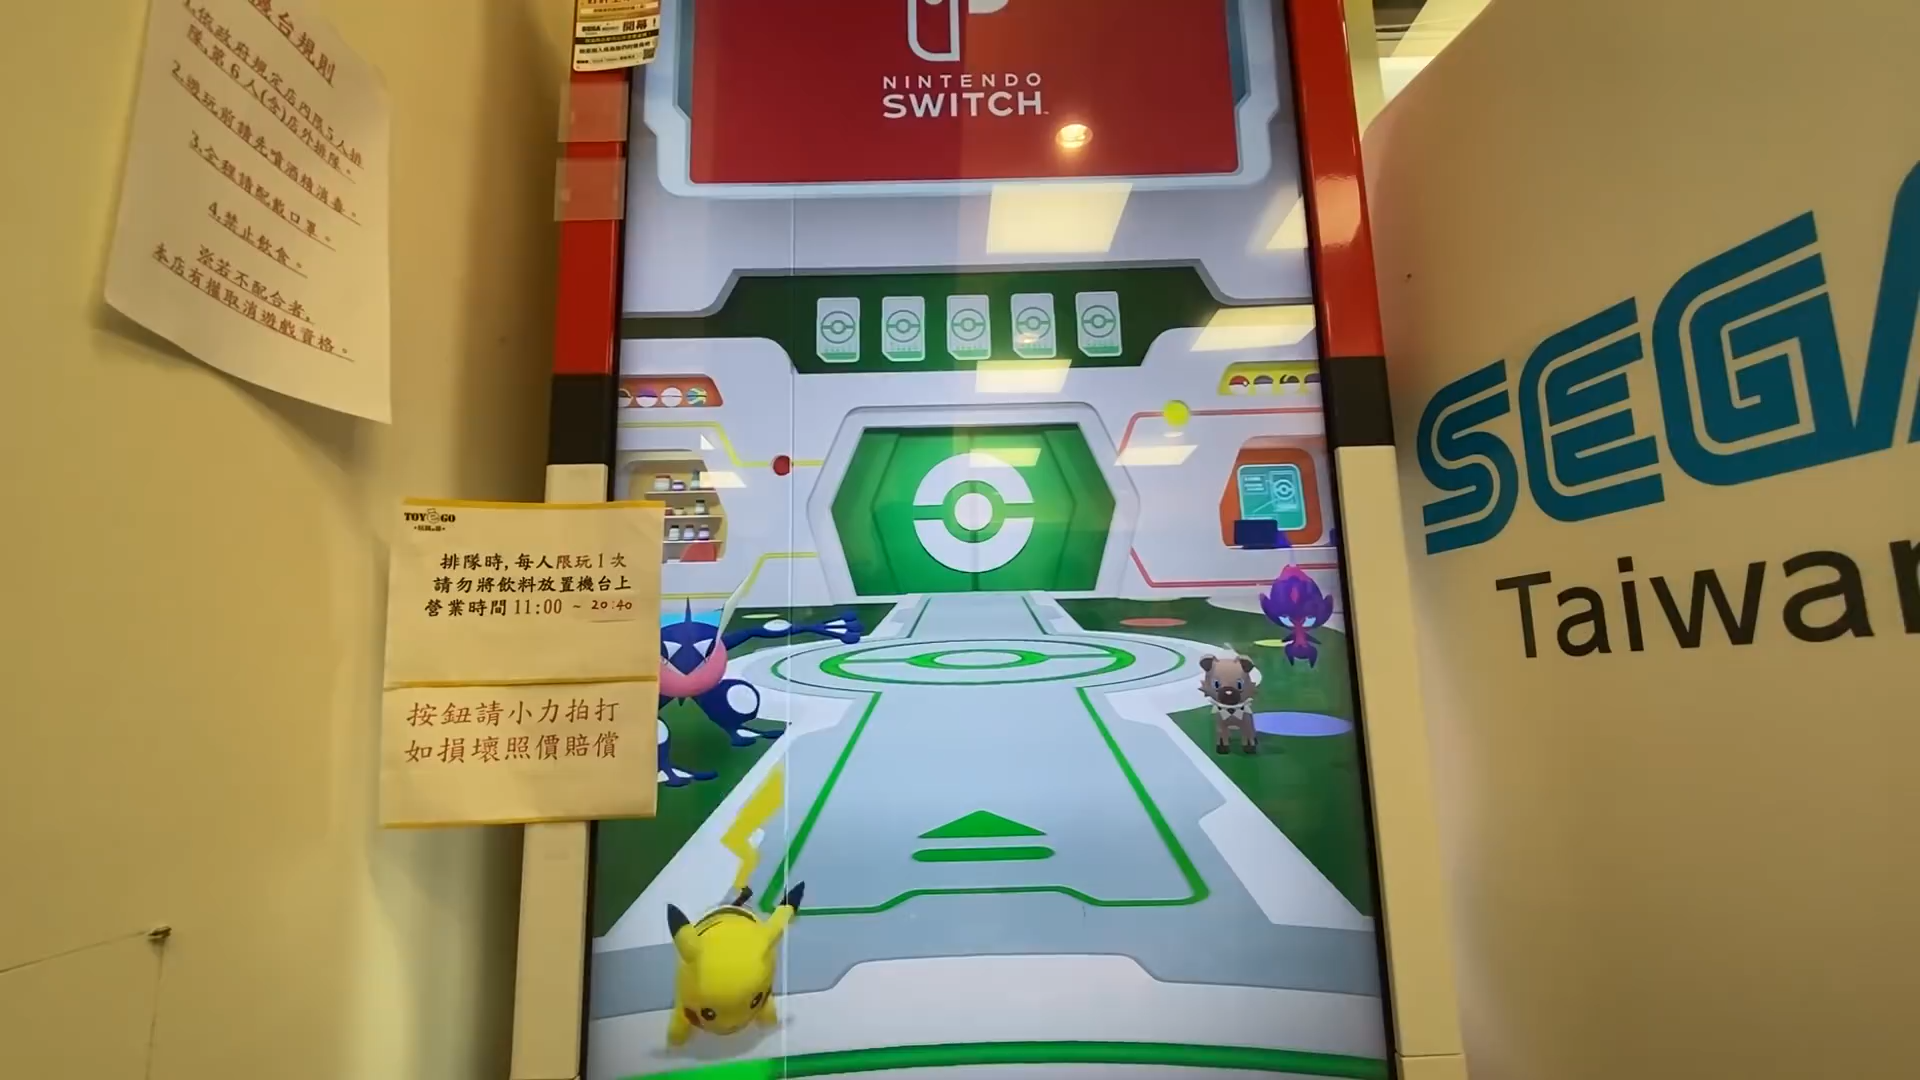 機台規則
1.依政府規定店內限5人排
隊,第6人(含)店外排隊。
2.遊玩前請先噴酒精消毒。
3.全程請配戴口罩。
4.禁止飲食。
※若不配合者,
本店有權取消遊戲資格。
開幕!
NINTENDO
SWITCH
TOY GO
排隊時,每人限玩1次
請勿將飲料放置機台上
營業時間11:00 ~ 20:40
按鈕請小力拍打
如損壞照價賠償
SEGA
Taiwan